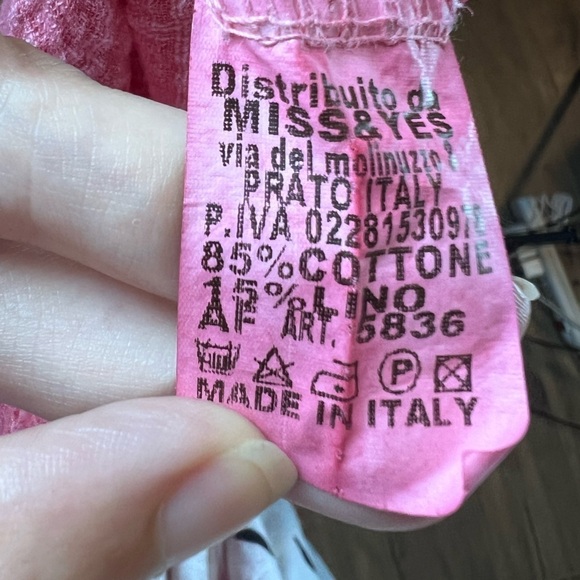 Distribuito da
MISS&YES
via del molinuzzo
PRATO ITALY
P.IVA
85%COTTONE
15%LINO
AF ART. 5836
P
MADE IN ITALY